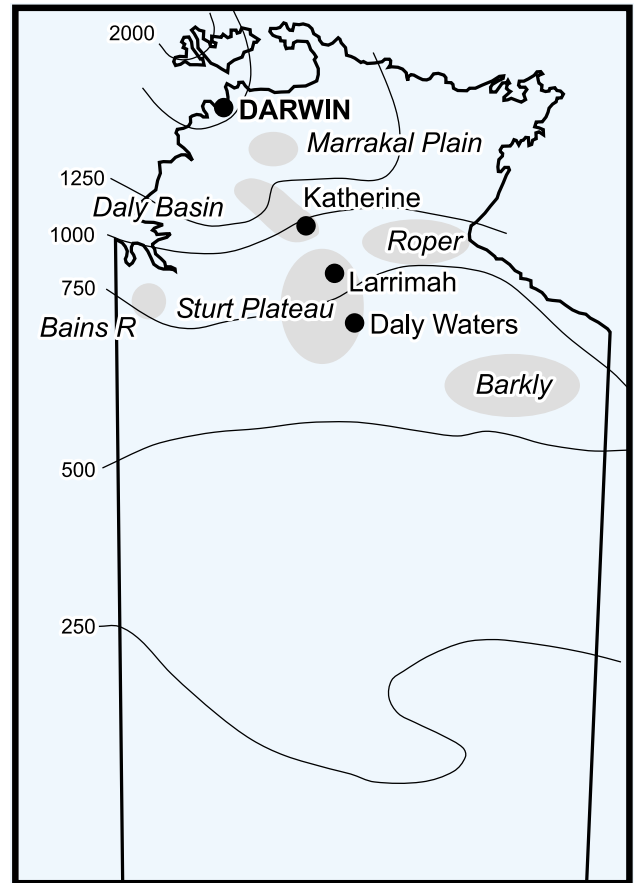 2000
DARWIN
Marrakal Plain
1250
Katherine
Daly Basin
1000
Roper
Larrimah
750
Sturt Plateau
Bains R
Daly Waters
Barkly
500
250